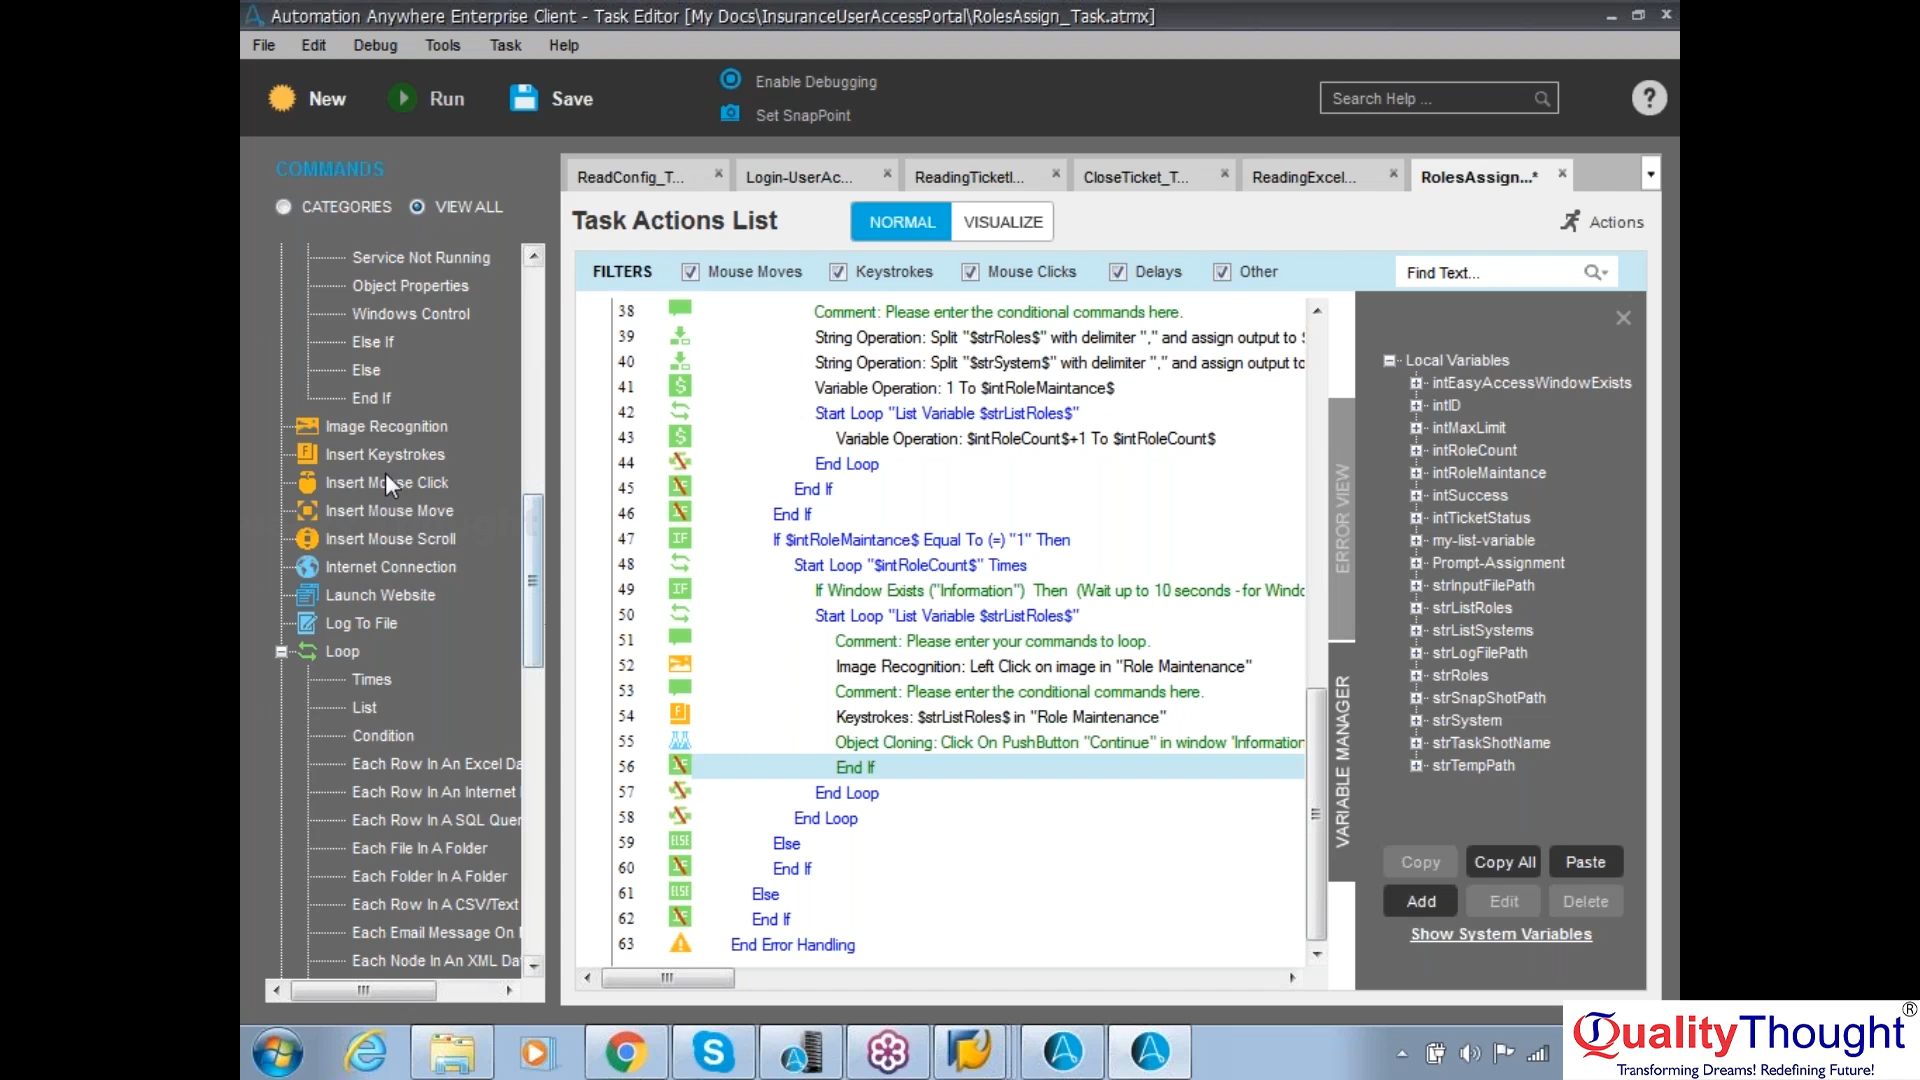 Automation Anywhere Enterprise Client - Task Editor [My Docs\InsuranceUserAccessPortal\RolesAssign_Task.atmx]
File Edit Debug Tools Task Help
New Run Save
Enable Debugging
Set SnapPoint
Search Help ...
?
COMMANDS
CATEGORIES VIEW ALL
Service Not Running
Object Properties
Windows Control
Else If
Else
End If
Image Recognition
Insert Keystrokes
Insert Mouse Click
Insert Mouse Move
Insert Mouse Scroll
Internet Connection
Launch Website
Log To File
Loop
Times
List
Condition
Each Row In An Excel Da
Each Row In An Internet
Each Row In A SQL Quer
Each File In A Folder
Each Folder In A Folder
Each Row In A CSV/Text
Each Email Message On
Each Node In An XML Da
ReadConfig_T... Login-UserAc... ReadingTicketI... CloseTicket_T... ReadingExcel... RolesAssign...*
Task Actions List
NORMAL VISUALIZE
Actions
FILTERS Mouse Moves Keystrokes Mouse Clicks Delays Other
Find Text...
38 Comment: Please enter the conditional commands here.
39 String Operation: Split "$strRoles$" with delimiter "," and assign output to $
40 String Operation: Split "$strSystem$" with delimiter "," and assign output to
41 Variable Operation: 1 To $intRoleMaintance$
42 Start Loop "List Variable $strListRoles$"
43 Variable Operation: $intRoleCount$+1 To $intRoleCount$
44 End Loop
45 End If
46 End If
47 If $intRoleMaintance$ Equal To (=) "1" Then
48 Start Loop "$intRoleCount$" Times
49 If Window Exists ("Information") Then (Wait up to 10 seconds - for Windo
50 Start Loop "List Variable $strListRoles$"
51 Comment: Please enter your commands to loop.
52 Image Recognition: Left Click on image in "Role Maintenance"
53 Comment: Please enter the conditional commands here.
54 Keystrokes: $strListRoles$ in "Role Maintenance"
55 Object Cloning: Click On PushButton "Continue" in window 'Information
56 End If
57 End Loop
58 End Loop
59 ELSE Else
60 End If
61 ELSE Else
62 End If
63 End Error Handling
ERROR VIEW
VARIABLE MANAGER
Local Variables
intEasyAccessWindowExists
intID
intMaxLimit
intRoleCount
intRoleMaintance
intSuccess
intTicketStatus
my-list-variable
Prompt-Assignment
strInputFilePath
strListRoles
strListSystems
strLogFilePath
strRoles
strSnapShotPath
strSystem
strTaskShotName
strTempPath
Copy Copy All Paste
Add Edit Delete
Show System Variables
QualityThought®
Transforming Dreams! Redefining Future!